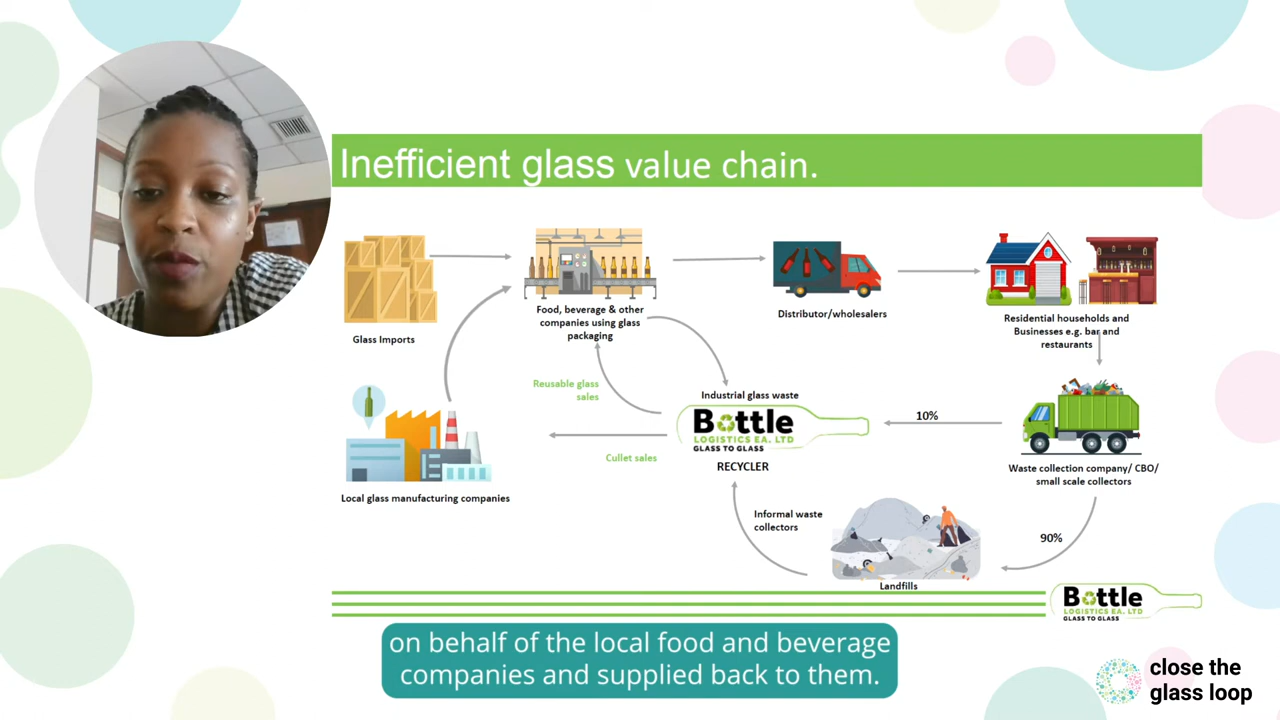 Inefficient glass value chain.
Glass Imports
Food, beverage & other
companies using glass
packaging
Distributor/wholesalers
Residential households and
Businesses e.g. bar and
restaurants
Reusable glass
sales
Industrial glass waste
Bottle
LOGISTICS EA. LTD
GLASS TO GLASS
RECYCLER
10%
Cullet sales
Local glass manufacturing companies
Waste collection company/ CBO/
small scale collectors
Informal waste
collectors
90%
Landfills
Bottle
LOGISTICS EA. LTD
GLASS TO GLASS
on behalf of the local food and beverage
companies and supplied back to them.
close the
glass loop